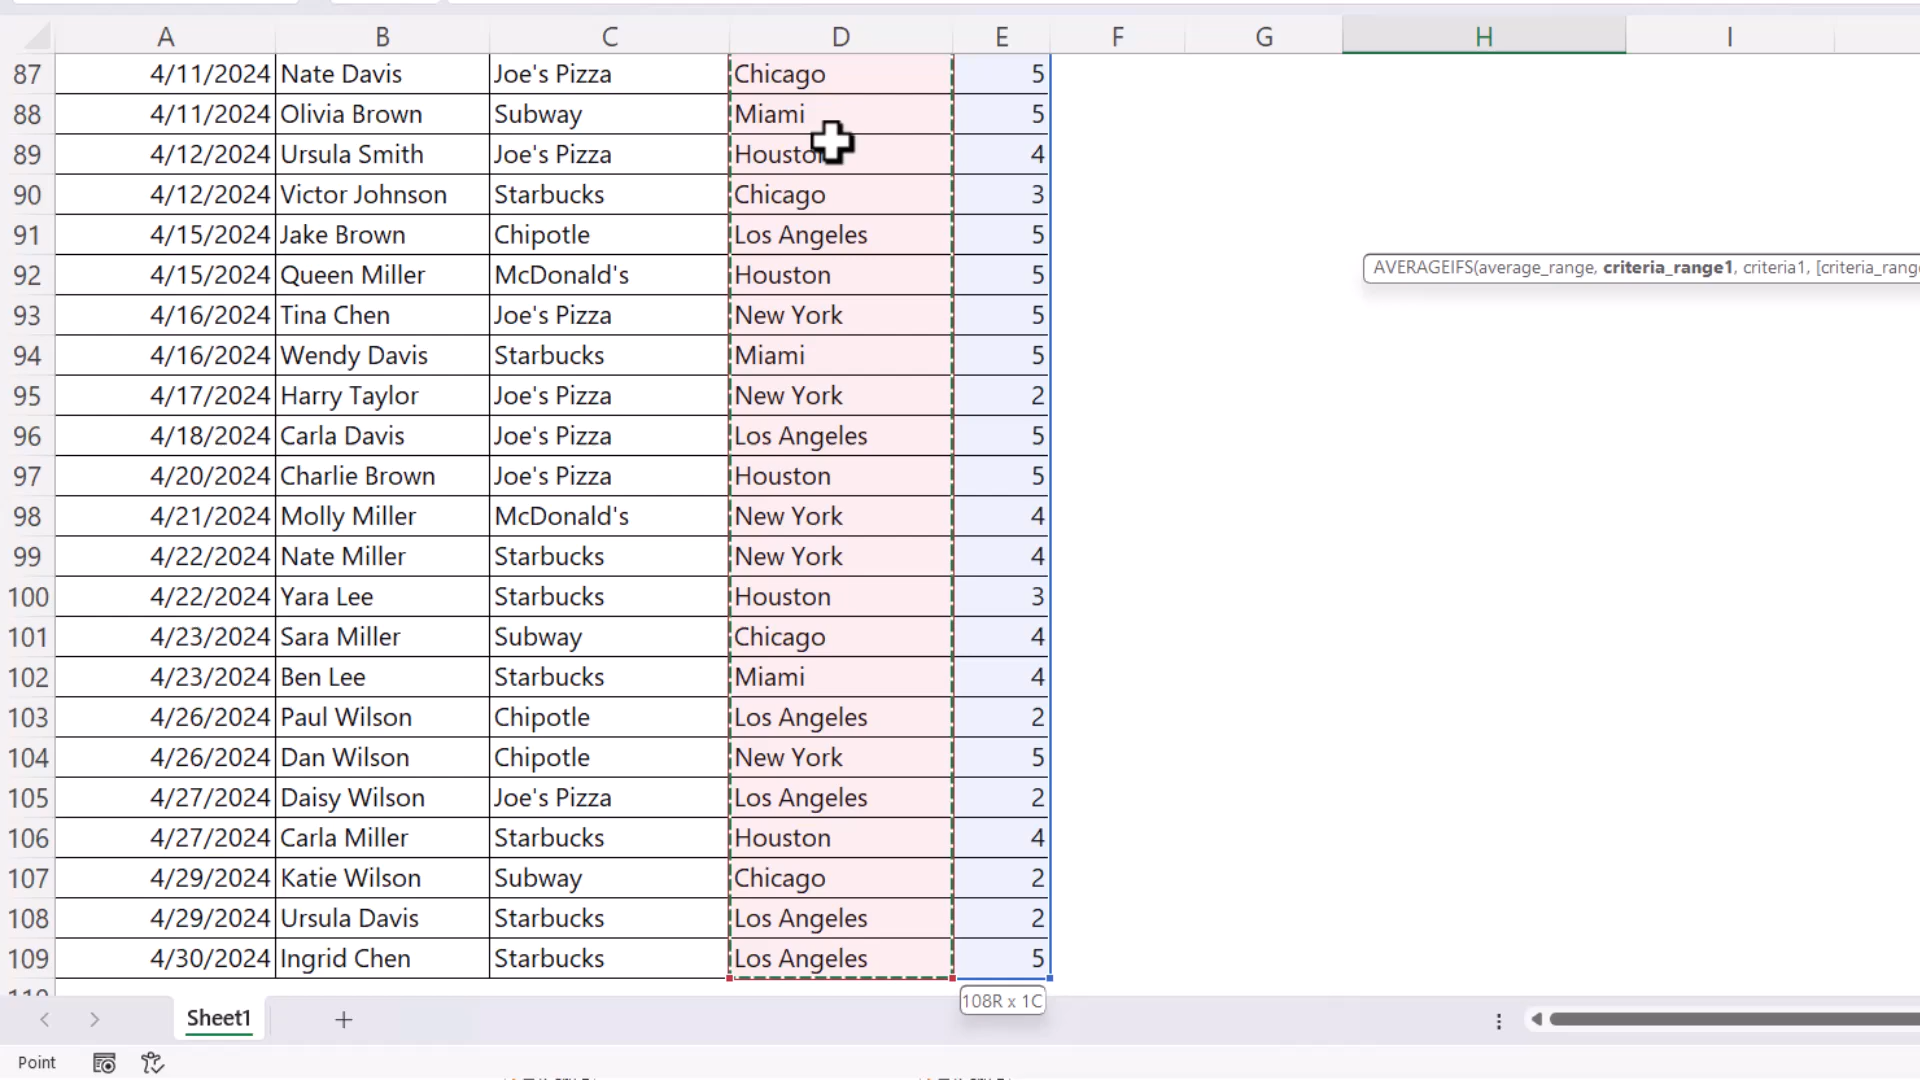 A B C D E F G H I
87 4/11/2024 Nate Davis Joe's Pizza Chicago 5
88 4/11/2024 Olivia Brown Subway Miami 5
89 4/12/2024 Ursula Smith Joe's Pizza Houston 4
90 4/12/2024 Victor Johnson Starbucks Chicago 3
91 4/15/2024 Jake Brown Chipotle Los Angeles 5
AVERAGEIFS(average_range, criteria_range1, criteria1, [criteria_rang
92 4/15/2024 Queen Miller McDonald's Houston 5
93 4/16/2024 Tina Chen Joe's Pizza New York 5
94 4/16/2024 Wendy Davis Starbucks Miami 5
95 4/17/2024 Harry Taylor Joe's Pizza New York 2
96 4/18/2024 Carla Davis Joe's Pizza Los Angeles 5
97 4/20/2024 Charlie Brown Joe's Pizza Houston 5
98 4/21/2024 Molly Miller McDonald's New York 4
99 4/22/2024 Nate Miller Starbucks New York 4
100 4/22/2024 Yara Lee Starbucks Houston 3
101 4/23/2024 Sara Miller Subway Chicago 4
102 4/23/2024 Ben Lee Starbucks Miami 4
103 4/26/2024 Paul Wilson Chipotle Los Angeles 2
104 4/26/2024 Dan Wilson Chipotle New York 5
105 4/27/2024 Daisy Wilson Joe's Pizza Los Angeles 2
106 4/27/2024 Carla Miller Starbucks Houston 4
107 4/29/2024 Katie Wilson Subway Chicago 2
108 4/29/2024 Ursula Davis Starbucks Los Angeles 2
109 4/30/2024 Ingrid Chen Starbucks Los Angeles 5
108R x 1C
Sheet1
Point